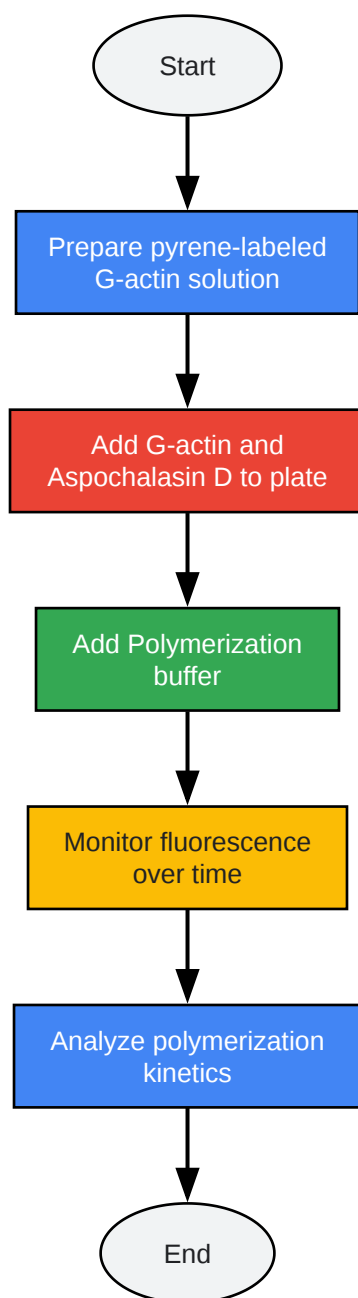 Start
Prepare pyrene-labeled
G-actin solution
Add G-actin and
Aspochalasin D to plate
Add Polymerization
buffer
Monitor fluorescence
over time
Analyze polymerization
kinetics
End